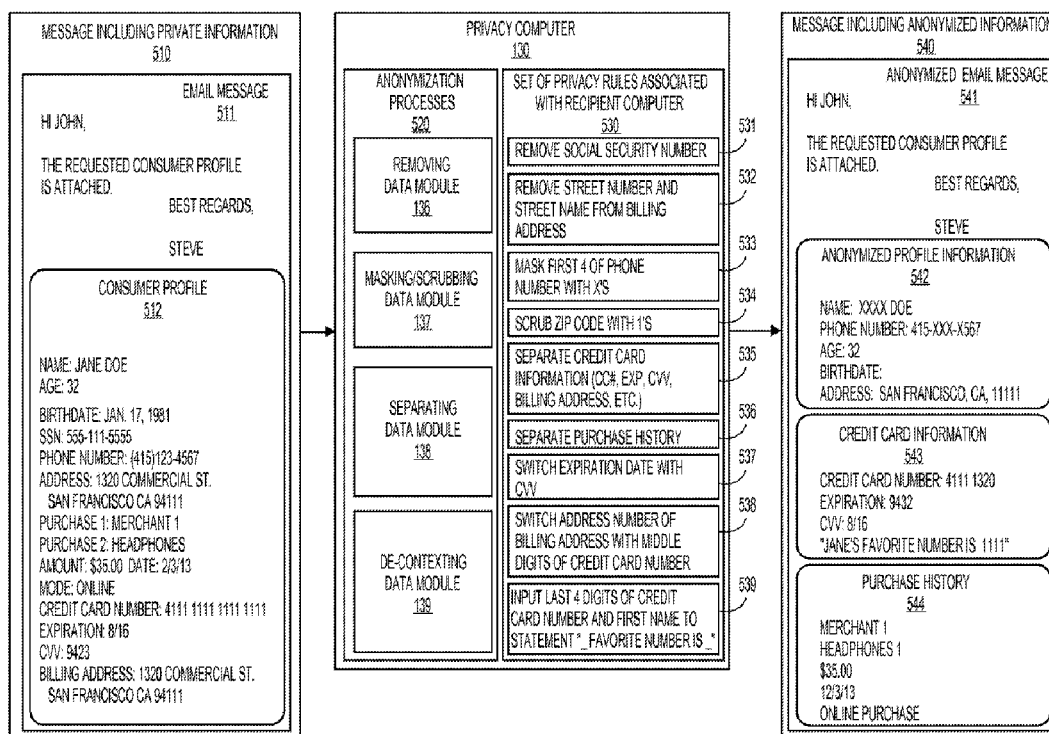 MESSAGE INCLUDING PRIVATE INFORMATION
510
EMAIL MESSAGE
511
HI JOHN,
THE REQUESTED CONSUMER PROFILE
IS ATTACHED.
BEST REGARDS,
STEVE
CONSUMER PROFILE
512
NAME: JANE DOE
AGE: 32
BIRTHDATE: JAN. 17, 1981
SSN: 555-111-5555
PHONE NUMBER: (415)123-4567
ADDRESS: 1320 COMMERCIAL ST.
SAN FRANCISCO CA 94111
PURCHASE 1: MERCHANT 1
PURCHASE 2: HEADPHONES
AMOUNT: $35.00 DATE: 2/3/13
MODE: ONLINE
CREDIT CARD NUMBER: 4111 1111 1111 1111
EXPIRATION: 8/16
CVV: 9423
BILLING ADDRESS: 1320 COMMERCIAL ST.
SAN FRANCISCO CA 94111
PRIVACY COMPUTER
130
ANONYMIZATION
PROCESSES
520
REMOVING
DATA MODULE
136
MASKING/SCRUBBING
DATA MODULE
137
SEPARATING
DATA MODULE
138
DE-CONTEXTING
DATA MODULE
139
SET OF PRIVACY RULES ASSOCIATED
WITH RECIPIENT COMPUTER
530
REMOVE SOCIAL SECURITY NUMBER
531
REMOVE STREET NUMBER AND
STREET NAME FROM BILLING
ADDRESS
532
MASK FIRST 4 OF PHONE
NUMBER WITH X'S
533
SCRUB ZIP CODE WITH 1'S
534
SEPARATE CREDIT CARD
INFORMATION (CC#, EXP, CVV,
BILLING ADDRESS, ETC.)
535
SEPARATE PURCHASE HISTORY
536
SWITCH EXPIRATION DATE WITH
CVV
537
SWITCH ADDRESS NUMBER OF
BILLING ADDRESS WITH MIDDLE
DIGITS OF CREDIT CARD NUMBER
538
INPUT LAST 4 DIGITS OF CREDIT
CARD NUMBER AND FIRST NAME TO
STATEMENT "_FAVORITE NUMBER IS_"
539
MESSAGE INCLUDING ANONYMIZED INFORMATION
540
ANONYMIZED EMAIL MESSAGE
541
HI JOHN,
THE REQUESTED CONSUMER PROFILE
IS ATTACHED.
BEST REGARDS,
STEVE
ANONYMIZED PROFILE INFORMATION
542
NAME: XXXX DOE
PHONE NUMBER: 415-XXX-X567
AGE: 32
BIRTHDATE:
ADDRESS: SAN FRANCISCO, CA, 11111
CREDIT CARD INFORMATION
543
CREDIT CARD NUMBER: 4111 1320
EXPIRATION: 9432
CVV: 8/16
"JANE'S FAVORITE NUMBER IS 1111"
PURCHASE HISTORY
544
MERCHANT 1
HEADPHONES 1
$35.00
12/3/13
ONLINE PURCHASE